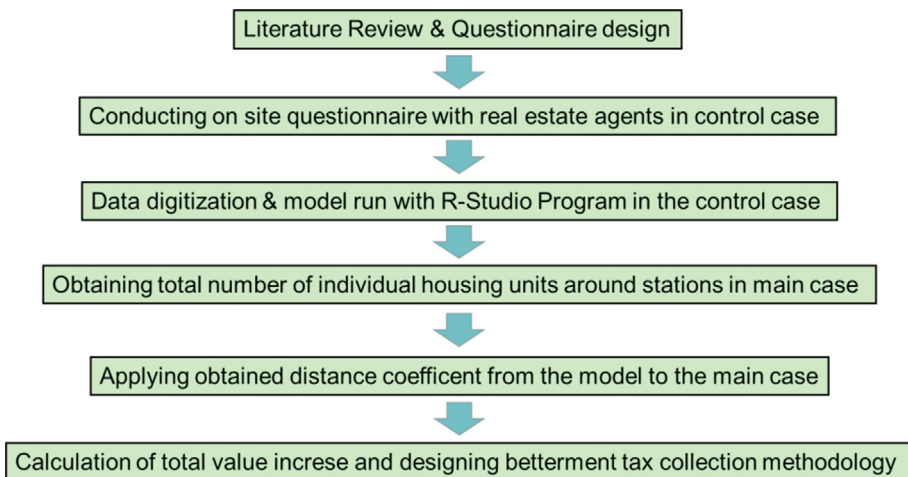 Literature Review & Questionnaire design
Conducting on site questionnaire with real estate agents in control case
Data digitization & model run with R-Studio Program in the control case
Obtaining total number of individual housing units around stations in main case
Applying obtained distance coefficent from the model to the main case
Calculation of total value increse and designing betterment tax collection methodology